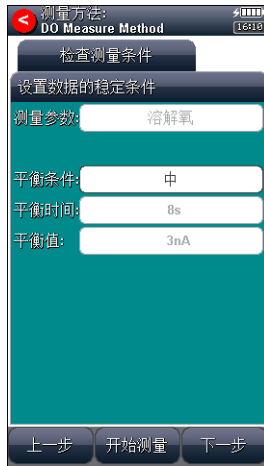 测量方法:
DO Measure Method
16:10
检查测量条件
设置数据的稳定条件
测量参数: 溶解氧
平衡条件: 中
平衡时间: 8s
平衡值: 3nA
上一步 开始测量 下一步